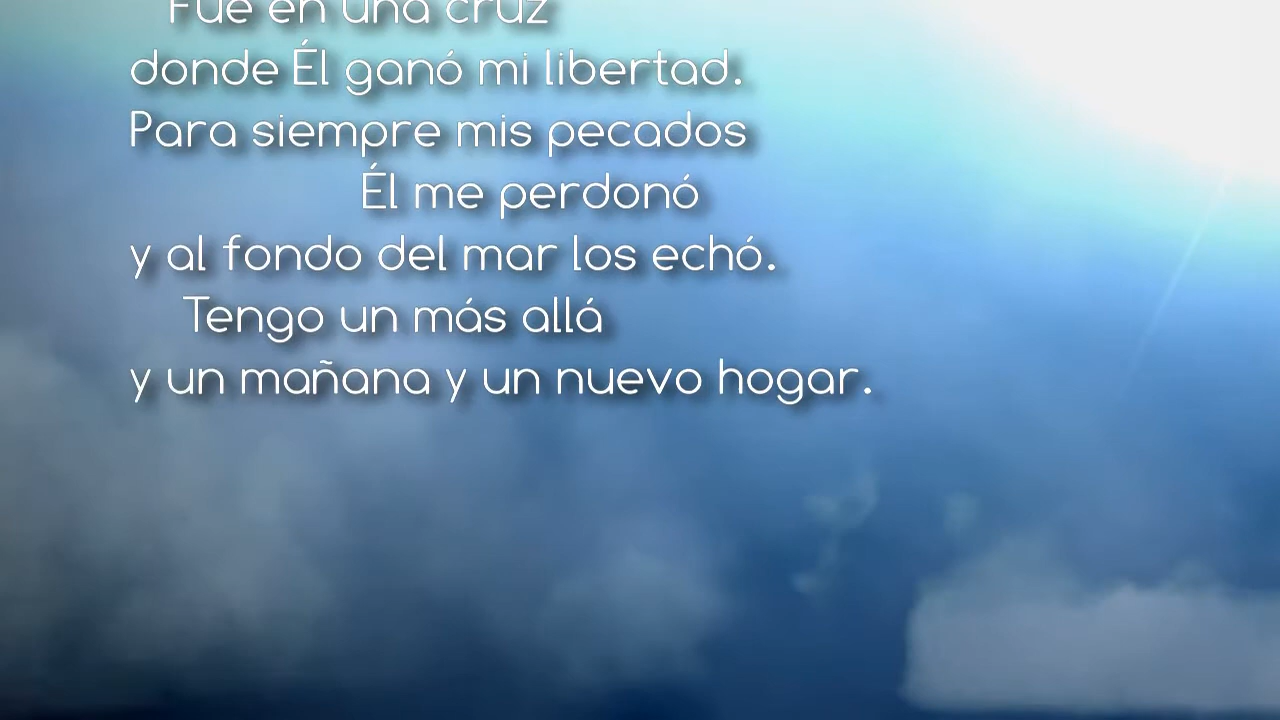 Fue en una cruz
donde Él ganó mi libertad.
Para siempre mis pecados
Él me perdonó
y al fondo del mar los echó.
Tengo un más allá
y un mañana y un nuevo hogar.